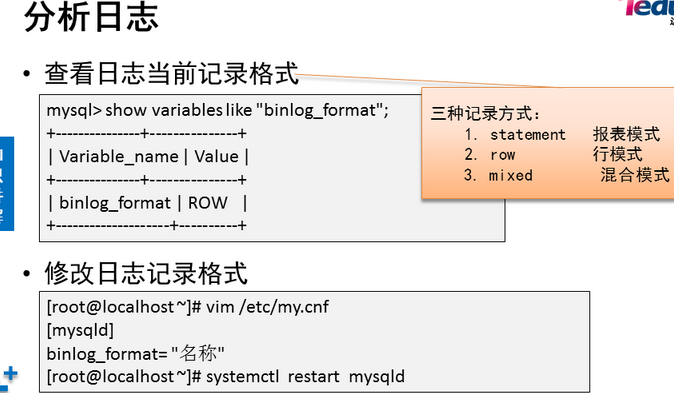 分析日志
• 查看日志当前记录格式
mysql> show variables like "binlog_format";
+---------------+---------------+
| Variable_name | Value |
+---------------+---------------+
| binlog_format | ROW |
+--------------------+----------+
三种记录方式：
1. statement 报表模式
2. row 行模式
3. mixed 混合模式
• 修改日志记录格式
[root@localhost ~]# vim /etc/my.cnf
[mysqld]
binlog_format= "名称"
[root@localhost ~]# systemctl restart mysqld